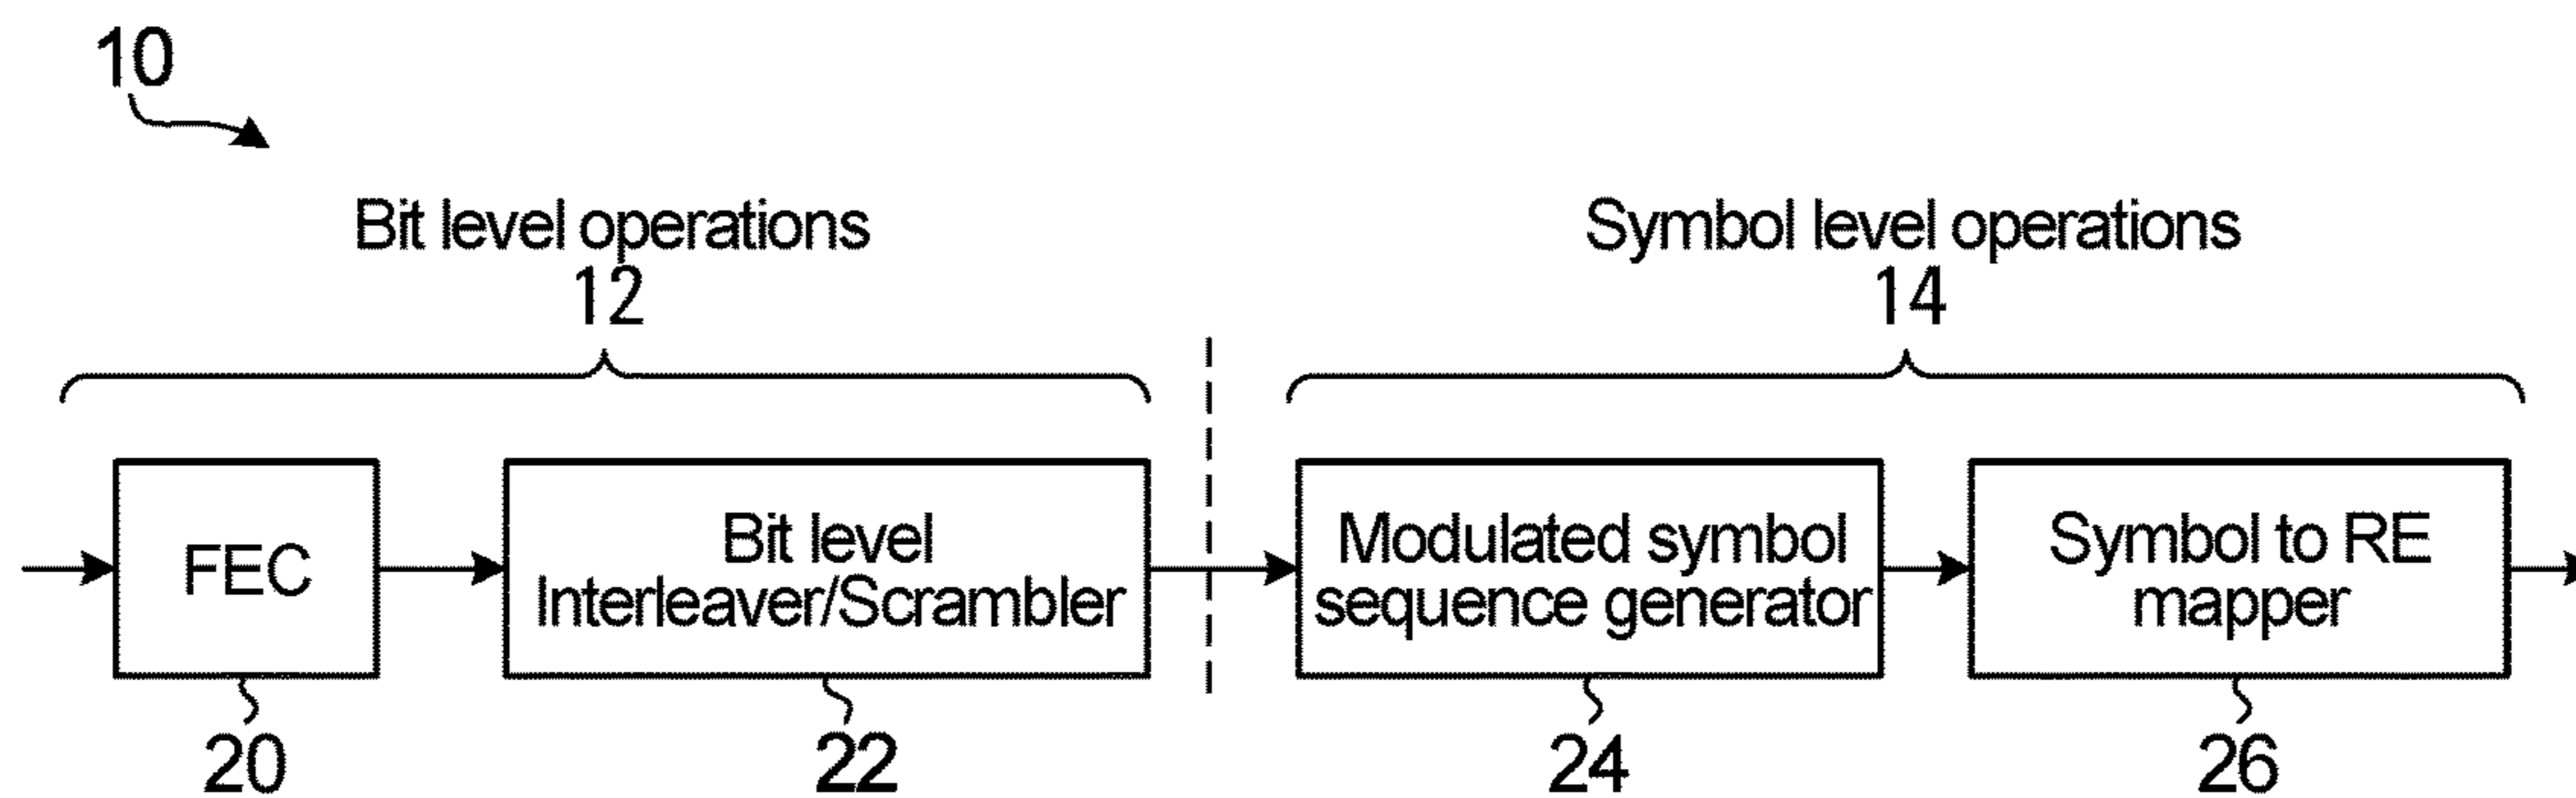 10
Bit level operations
12
Symbol level operations
14
FEC
Bit level
Interleaver/Scrambler
Modulated symbol
sequence generator
Symbol to RE
mapper
20
22
24
26